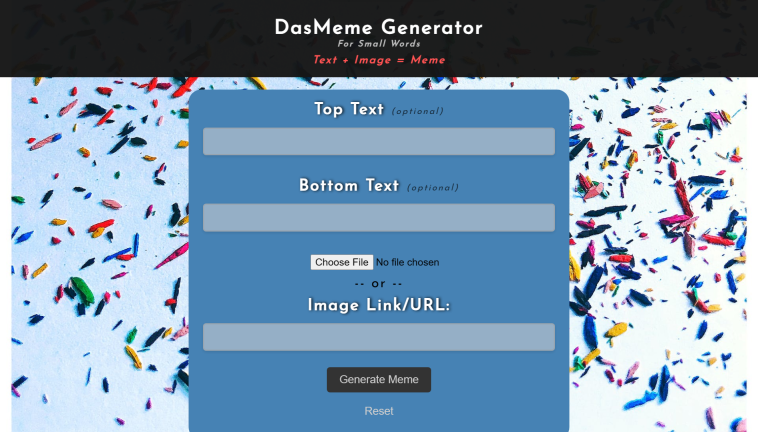 DasMeme Generator
For Small Words
Text + Image = Meme
Top Text (optional)
Bottom Text (optional)
Choose File No file chosen
-- or --
Image Link/URL:
Generate Meme
Reset